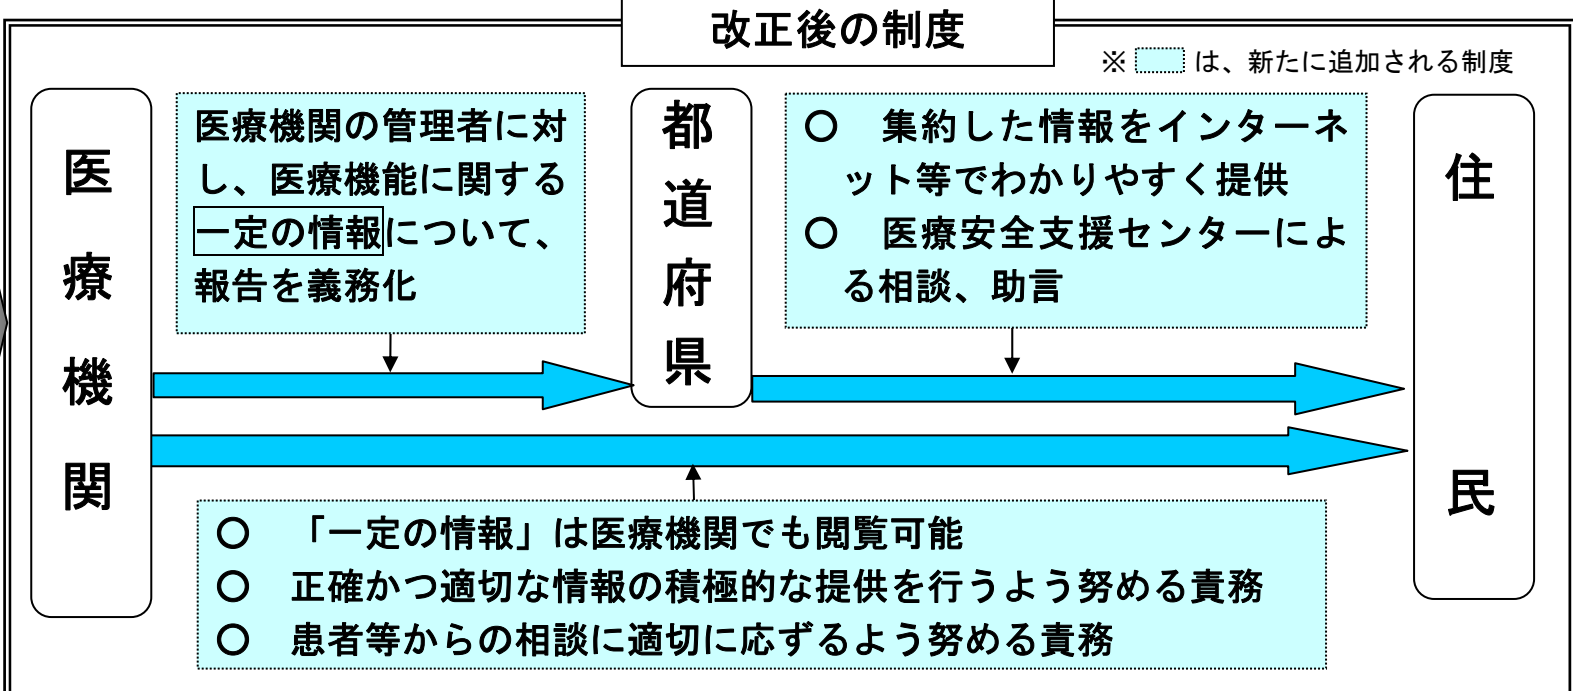 改正後の制度
※ は、新たに追加される制度
医療機関
医療機関の管理者に対
し、医療機能に関する
一定の情報について、
報告を義務化
都道府県
○ 集約した情報をインターネ
ット等でわかりやすく提供
○ 医療安全支援センターによ
る相談、助言
住民
○ 「一定の情報」は医療機関でも閲覧可能
○ 正確かつ適切な情報の積極的な提供を行うよう努める責務
○ 患者等からの相談に適切に応ずるよう努める責務